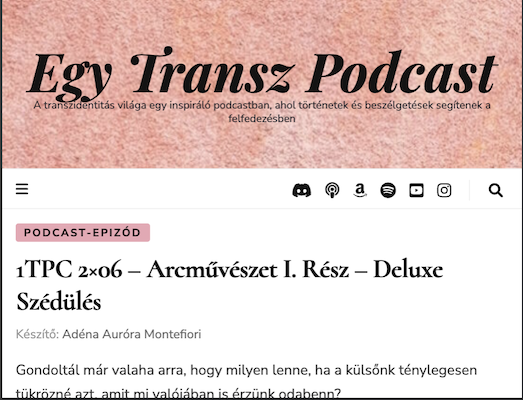 Egy Transz Podcast
A transzidentitás világa egy inspiráló podcastban, ahol történetek és beszélgetések segítenek a
felfedezésben
PODCAST-EPIZÓD
1TPC 2×06 – Arcművészet I. Rész – Deluxe
Szédülés
Készítő: Adéna Auróra Montefiori
Gondoltál már valaha arra, hogy milyen lenne, ha a külsőnk ténylegesen
tükrözné azt, amit mi valójában is érzünk odabenn?